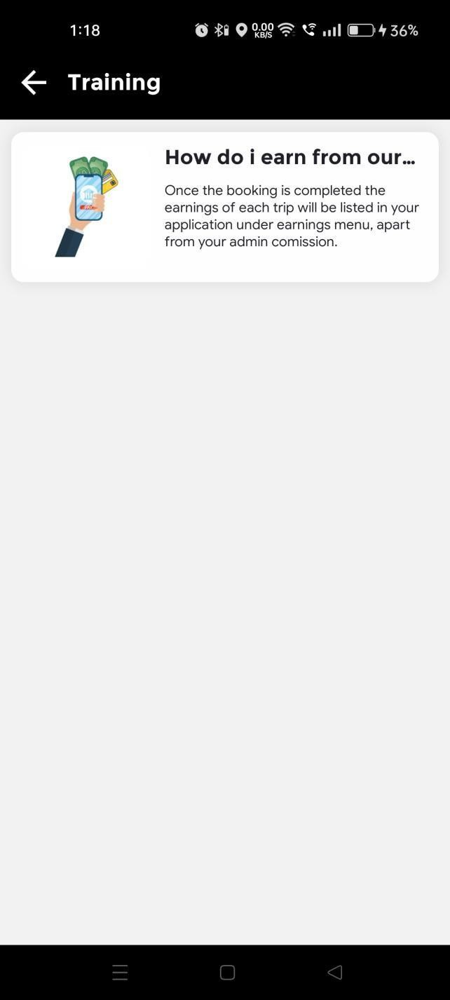 1:18
0.00
KB/S
36%
Training
How do i earn from our...
Once the booking is completed the
earnings of each trip will be listed in your
application under earnings menu, apart
from your admin comission.
PAY